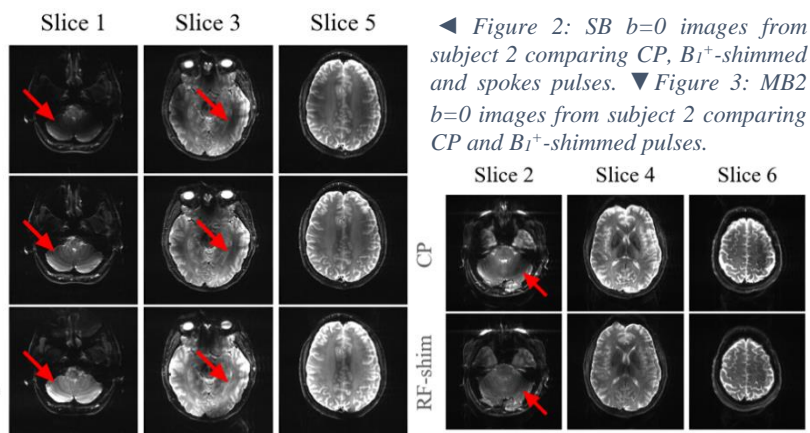 Slice 1 Slice 3 Slice 5
◄ Figure 2: SB b=0 images from
subject 2 comparing CP, B1+-shimmed
and spokes pulses. ▼ Figure 3: MB2
b=0 images from subject 2 comparing
CP and B1+-shimmed pulses.
Slice 2 Slice 4 Slice 6
CP
RF-shim